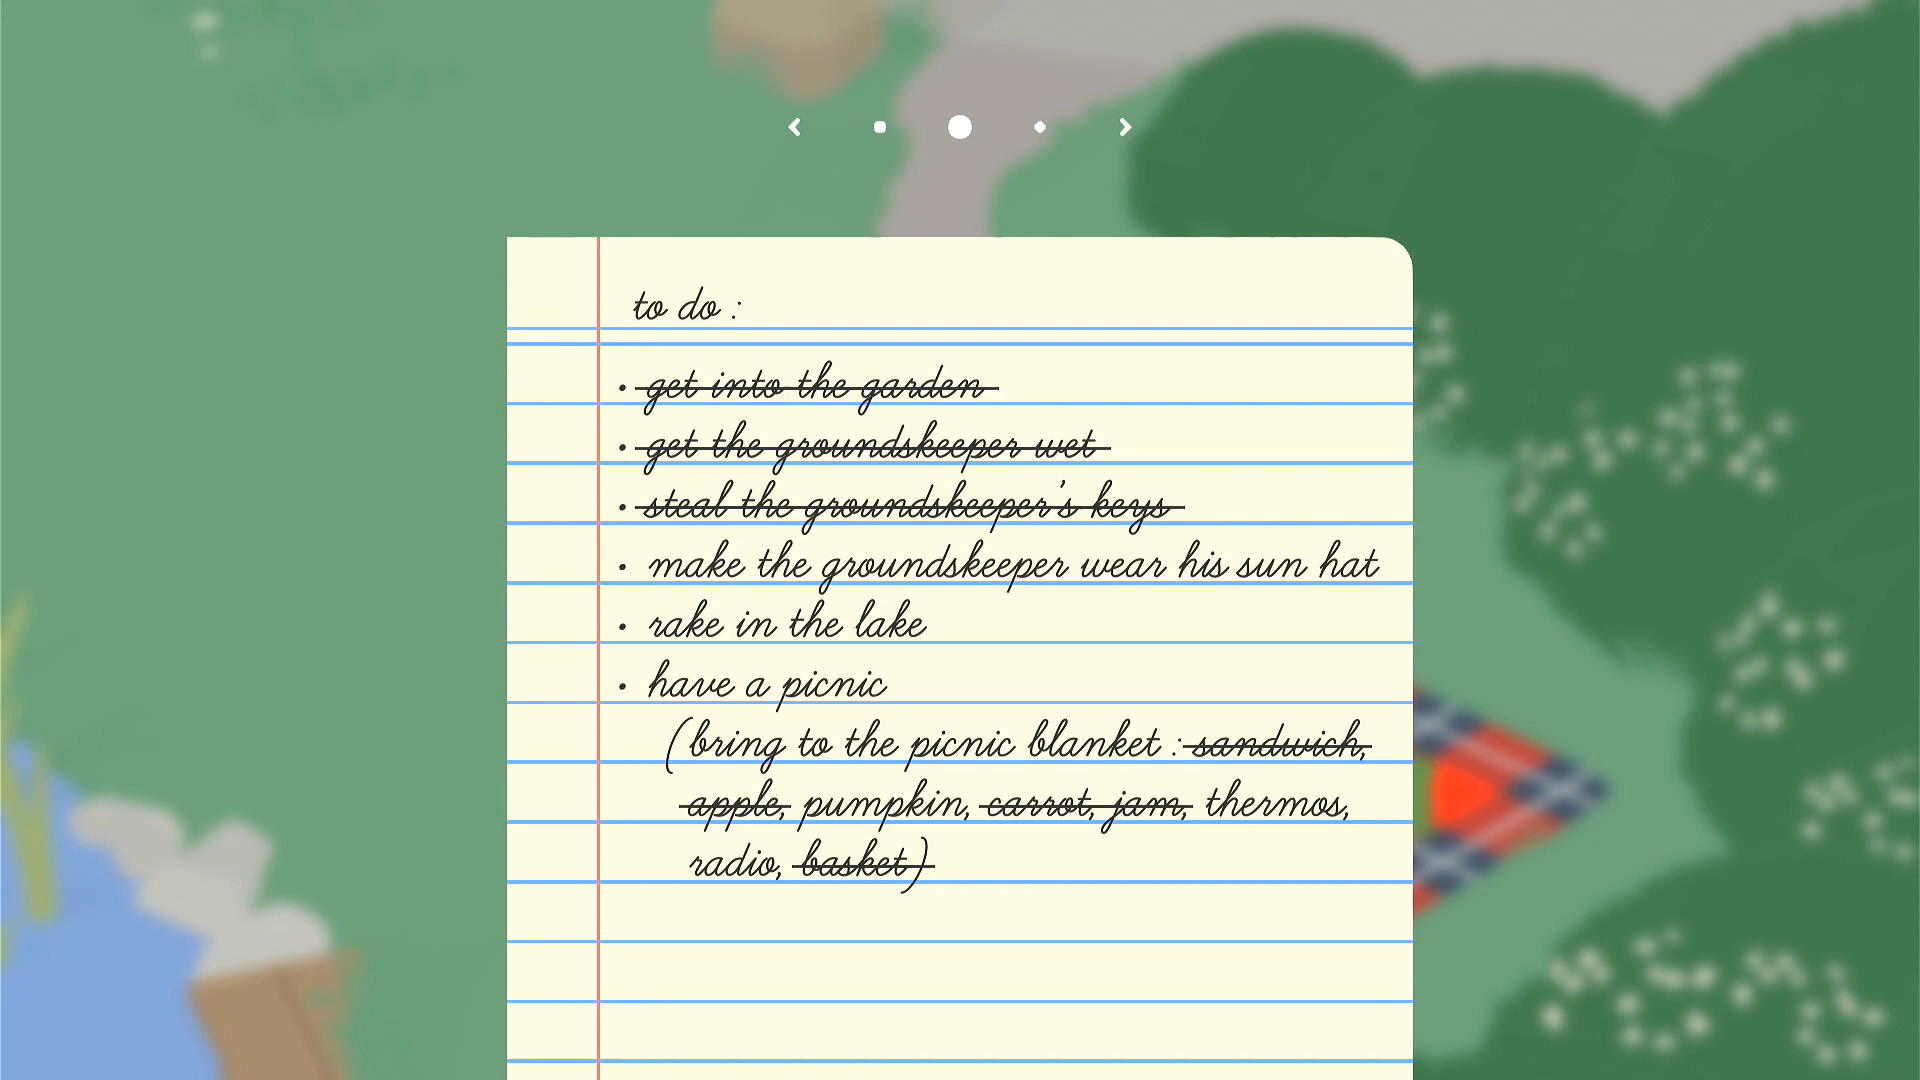 to do :
• get into the garden
• get the groundskeeper wet
• steal the groundskeeper's keys
• make the groundskeeper wear his sun hat
• rake in the lake
• have a picnic
(bring to the picnic blanket : sandwich,
apple, pumpkin, carrot, jam, thermos,
radio, basket)